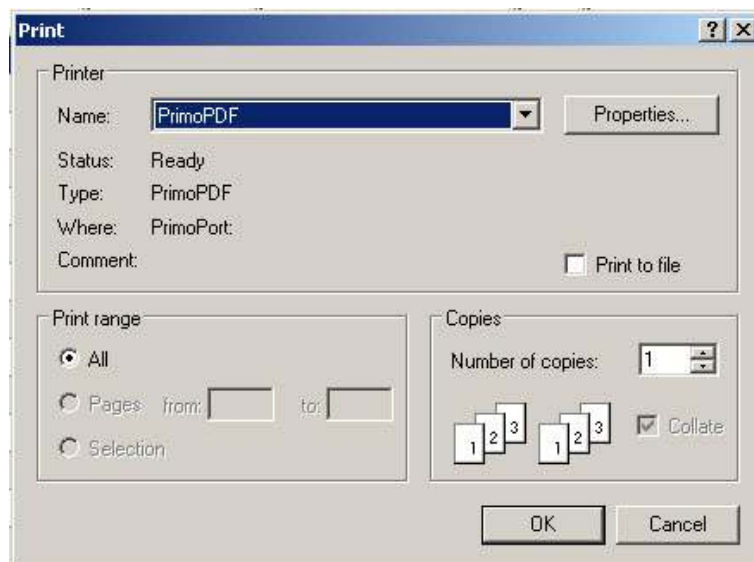 Print
Printer
Name: PrimoPDF Properties...
Status: Ready
Type: PrimoPDF
Where: PrimoPort:
Comment:
Print to file
Print range
All
Pages from: to:
Selection
Copies
Number of copies: 1
1 2 3 1 2 3 Collate
OK Cancel